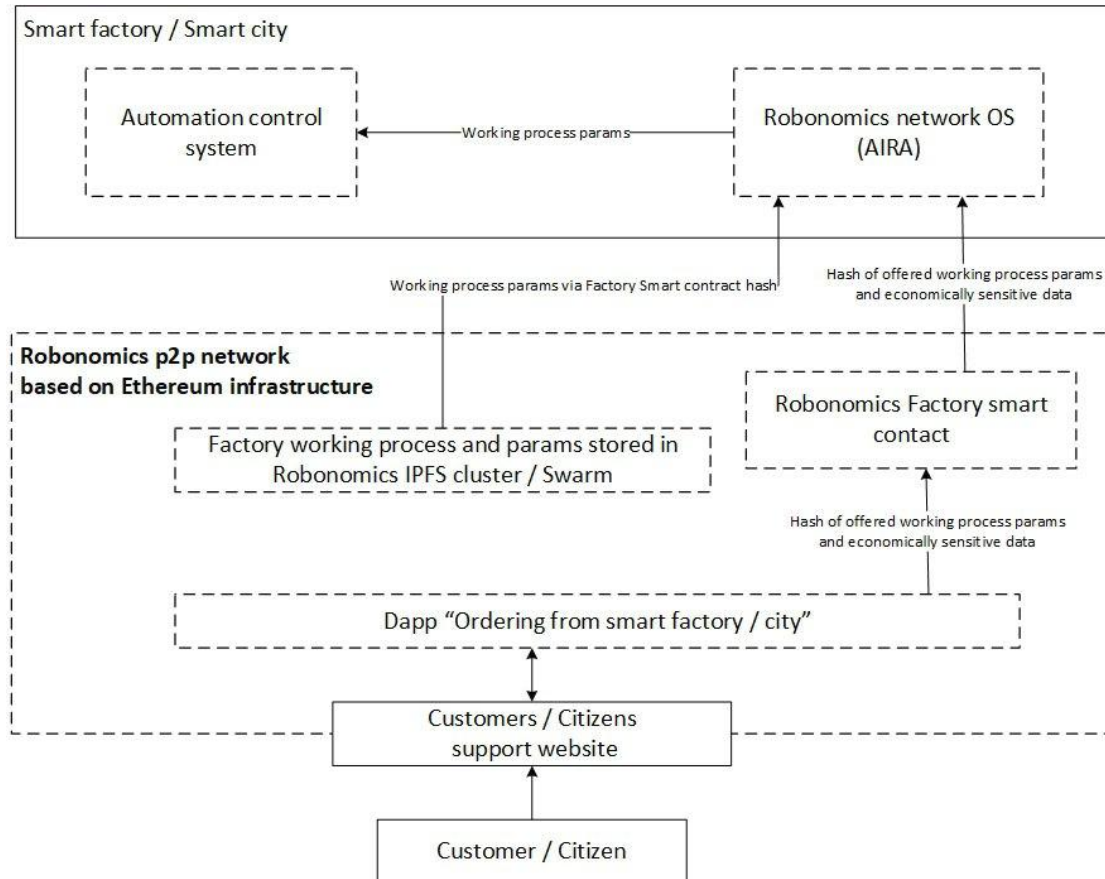 Smart factory / Smart city
Automation control
system
Working process params
Robonomics network OS
(AIRA)
Working process params via Factory Smart contract hash
Hash of offered working process params
and economically sensitive data
Robonomics p2p network
based on Ethereum infrastructure
Robonomics Factory smart
contact
Factory working process and params stored in
Robonomics IPFS cluster / Swarm
Hash of offered working process params
and economically sensitive data
Dapp “Ordering from smart factory / city”
Customers / Citizens
support website
Customer / Citizen